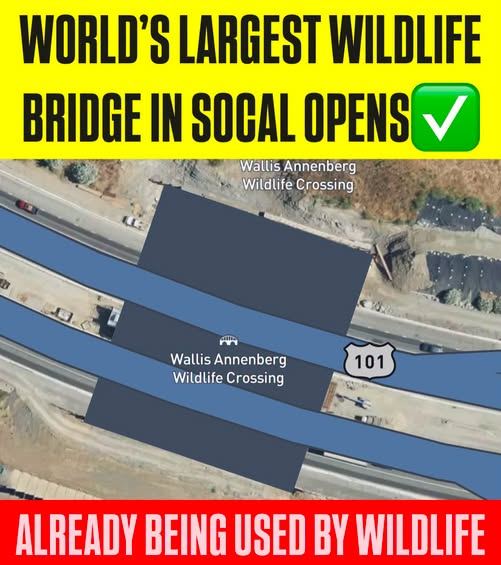 WORLD'S LARGEST WILDLIFE
BRIDGE IN SOCAL OPENS✅
Wallis Annenberg
Wildlife Crossing
Wallis Annenberg
Wildlife Crossing
101
ALREADY BEING USED BY WILDLIFE